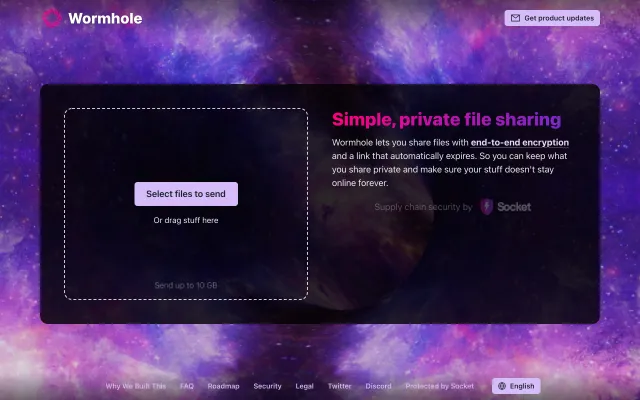 Wormhole
Get product updates
Select files to send
Or drag stuff here
Send up to 10 GB
Simple, private file sharing
Wormhole lets you share files with end-to-end encryption
and a link that automatically expires. So you can keep what
you share private and make sure your stuff doesn't stay
online forever.
Supply chain security by Socket
Why We Built This FAQ Roadmap Security Legal Twitter Discord Protected by Socket English